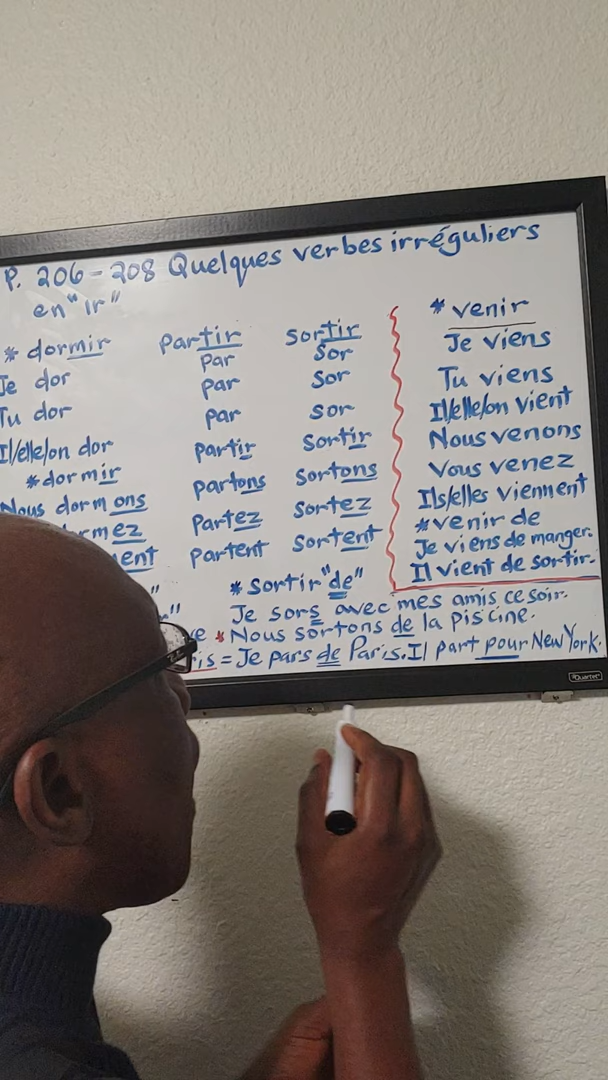 P. 206-208 Quelques verbes irréguliers
en "ir"
* dormir partir sortir
Je dor par sor
Tu dor par sor
Il/elle/on dor par sor
* dormir partir sortir
Nous dormons partons sortons
mez partez sortez
ent partent sortent
* sortir "de"
Je sors avec mes amis ce soir.
* Nous sortons de la piscine.
is = Je pars de Paris. Il part pour New York.
* venir
Je viens
Tu viens
Il/elle/on vient
Nous venons
Vous venez
Ils/elles viennent
* venir de
Je viens de manger.
Il vient de sortir.
Quartet